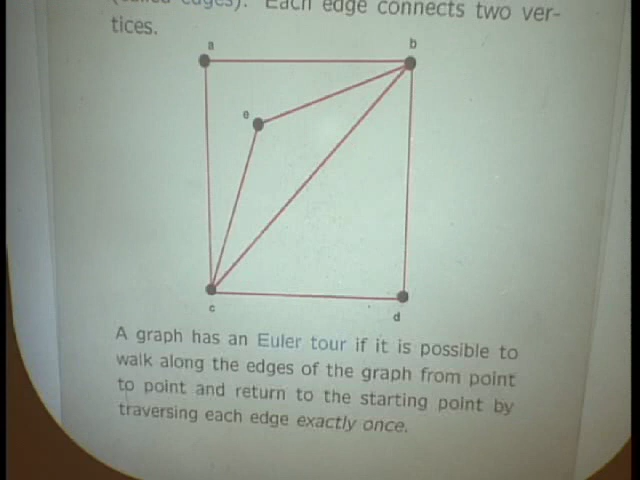 (called edges). Each edge connects two ver-
tices.
a
b
e
c
d
A graph has an Euler tour if it is possible to
walk along the edges of the graph from point
to point and return to the starting point by
traversing each edge exactly once.